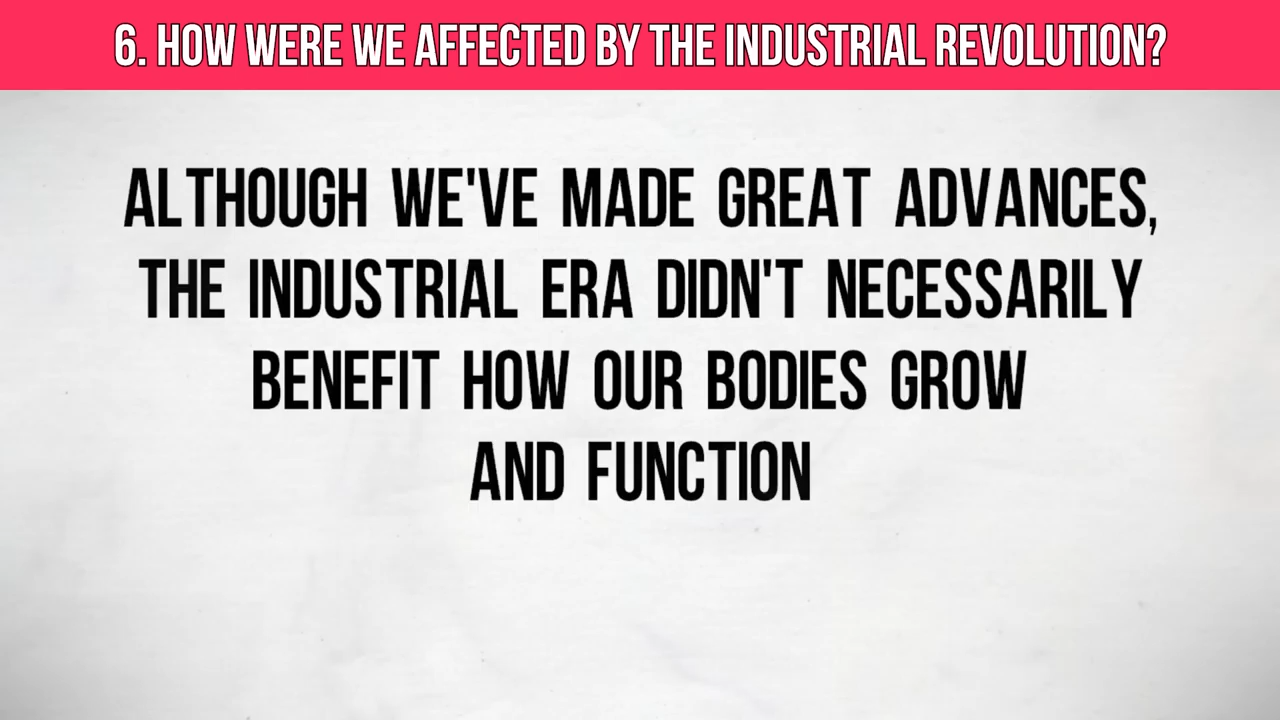 6. HOW WERE WE AFFECTED BY THE INDUSTRIAL REVOLUTION?
ALTHOUGH WE'VE MADE GREAT ADVANCES,
THE INDUSTRIAL ERA DIDN'T NECESSARILY
BENEFIT HOW OUR BODIES GROW
AND FUNCTION